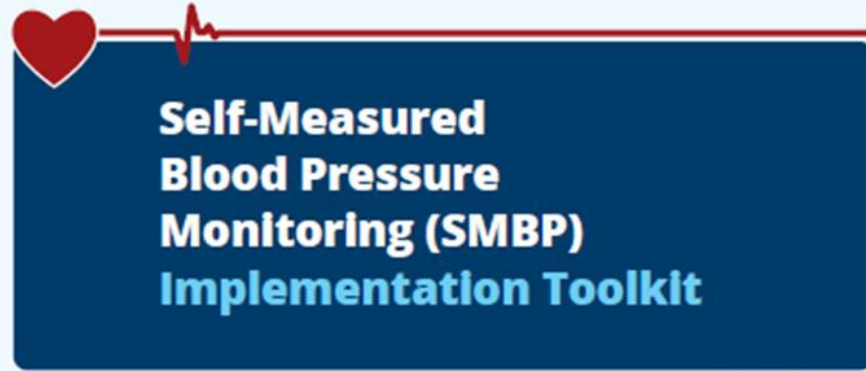 Self-Measured
Blood Pressure
Monitoring (SMBP)
Implementation Toolkit